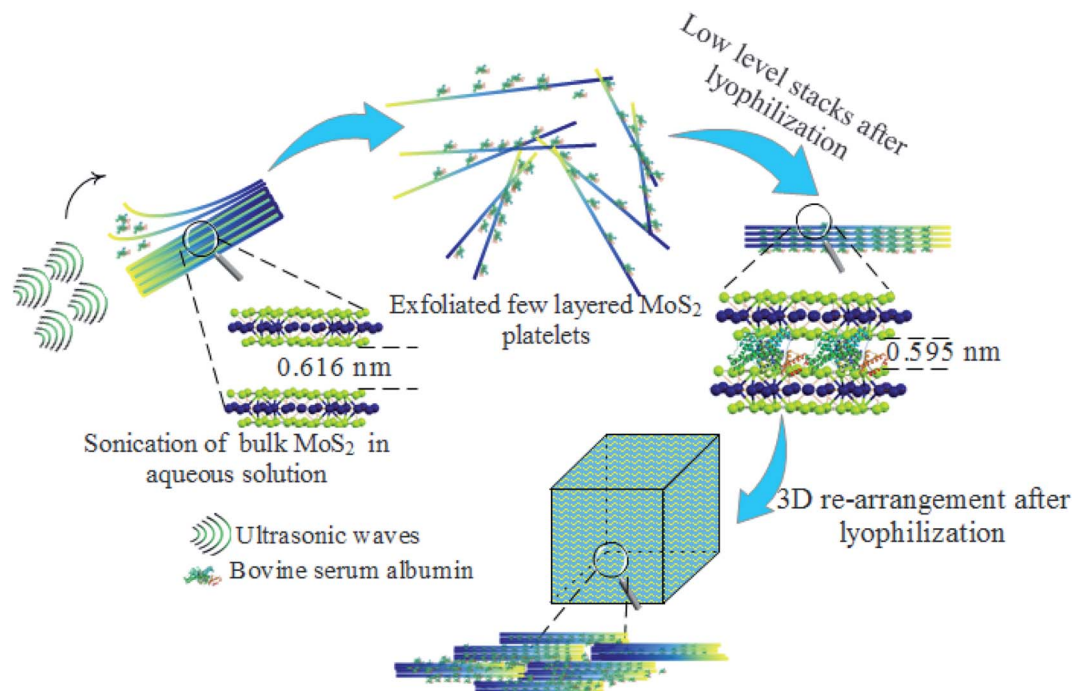 Low level stacks after
lyophilization
Exfoliated few layered MoS₂
platelets
0.616 nm
0.595 nm
Sonication of bulk MoS₂ in
aqueous solution
3D re-arrangement after
lyophilization
Ultrasonic waves
Bovine serum albumin